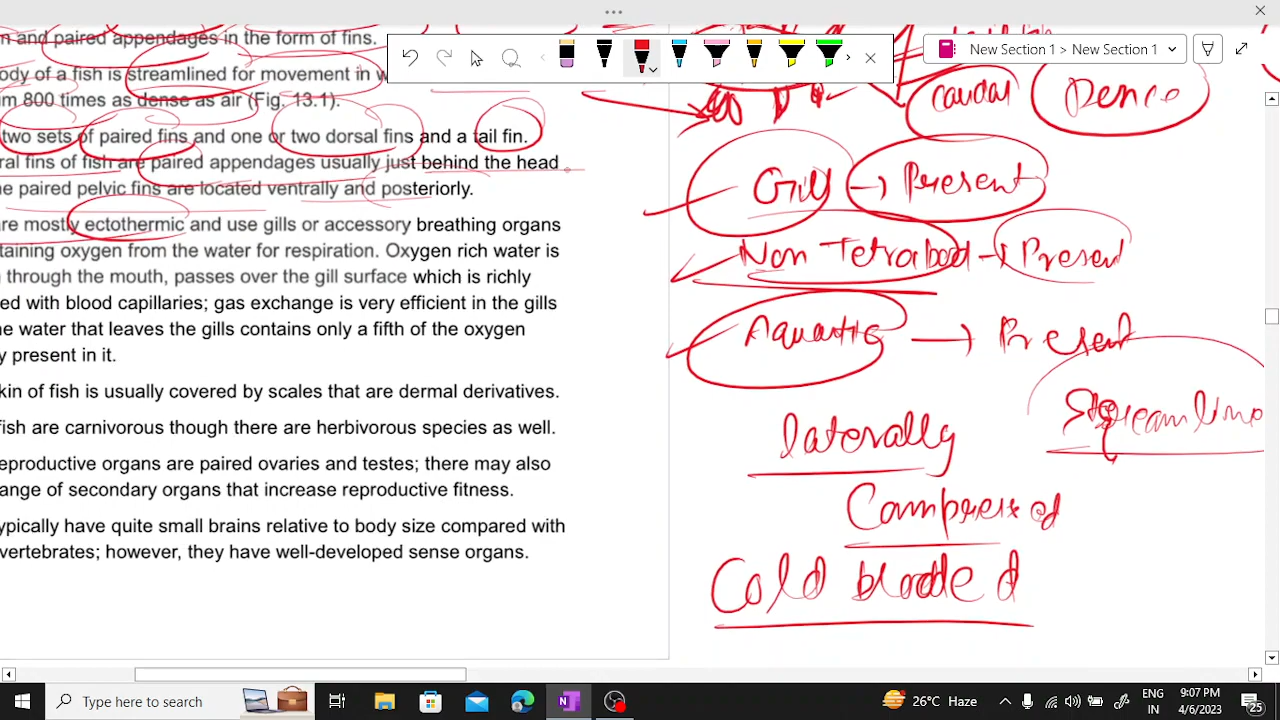 New Section 1 > New Section 1
n and paired appendages in the form of fins.
ody of a fish is streamlined for movement in w
m 800 times as dense as air (Fig. 13.1).
two sets of paired fins and one or two dorsal fins and a tail fin.
ral fins of fish are paired appendages usually just behind the head
ne paired pelvic fins are located ventrally and posteriorly.
are mostly ectothermic and use gills or accessory breathing organs
taining oxygen from the water for respiration. Oxygen rich water is
through the mouth, passes over the gill surface which is richly
ed with blood capillaries; gas exchange is very efficient in the gills
ne water that leaves the gills contains only a fifth of the oxygen
y present in it.
kin of fish is usually covered by scales that are dermal derivatives.
fish are carnivorous though there are herbivorous species as well.
eproductive organs are paired ovaries and testes; there may also
ange of secondary organs that increase reproductive fitness.
ypically have quite small brains relative to body size compared with
vertebrates; however, they have well-developed sense organs.
Caudal Dence
Gill → Present
Non Tetrabod → Present
Aquatic → Present
Streamline
laterally
Compressed
Cold blooded
Type here to search
26°C Haze
ENG
IN
9:07 PM
4/6/2023
25